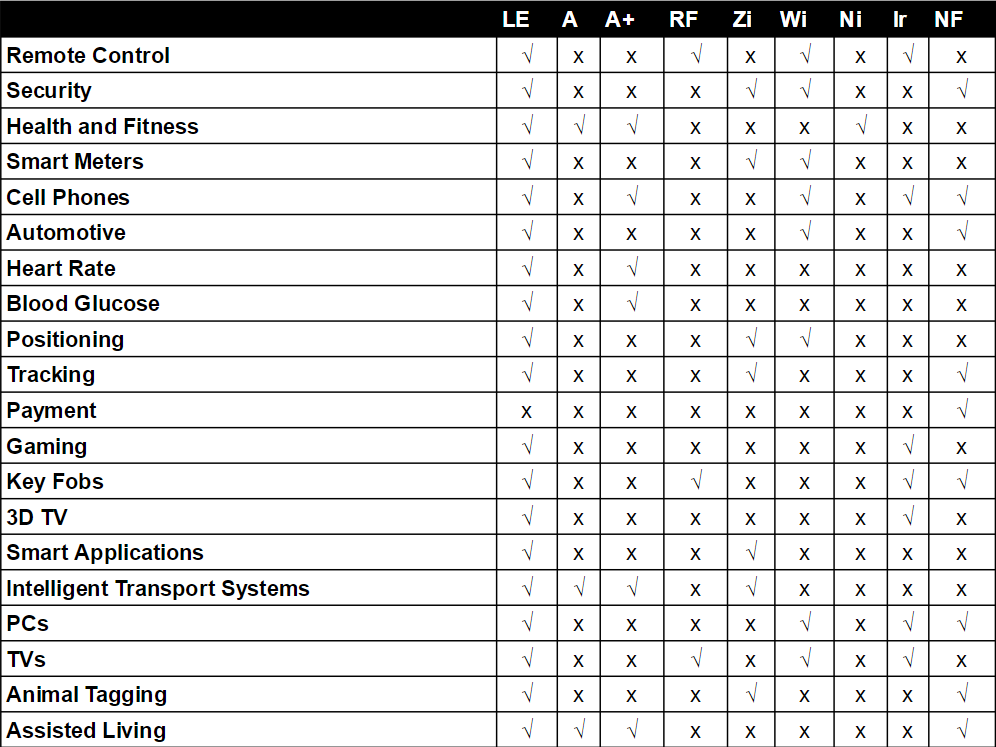 LE A A+ RF Zi Wi Ni Ir NF
Remote Control √ x x √ x √ x √ x
Security √ x x x √ √ x x √
Health and Fitness √ √ √ x x x √ x x
Smart Meters √ x x x √ √ x x x
Cell Phones √ x √ x x √ x √ √
Automotive √ x x x x √ x x √
Heart Rate √ x √ x x x x x x
Blood Glucose √ x √ x x x x x x
Positioning √ x x x √ √ x x x
Tracking √ x x x √ x x x √
Payment x x x x x x x x √
Gaming √ x x x x x x √ x
Key Fobs √ x x √ x x x √ √
3D TV √ x x x x x x √ x
Smart Applications √ x x x √ x x x x
Intelligent Transport Systems √ √ √ x √ x x x x
PCs √ x x x x √ x √ √
TVs √ x x √ x √ x √ x
Animal Tagging √ x x x √ x x x √
Assisted Living √ √ √ x x x x x √